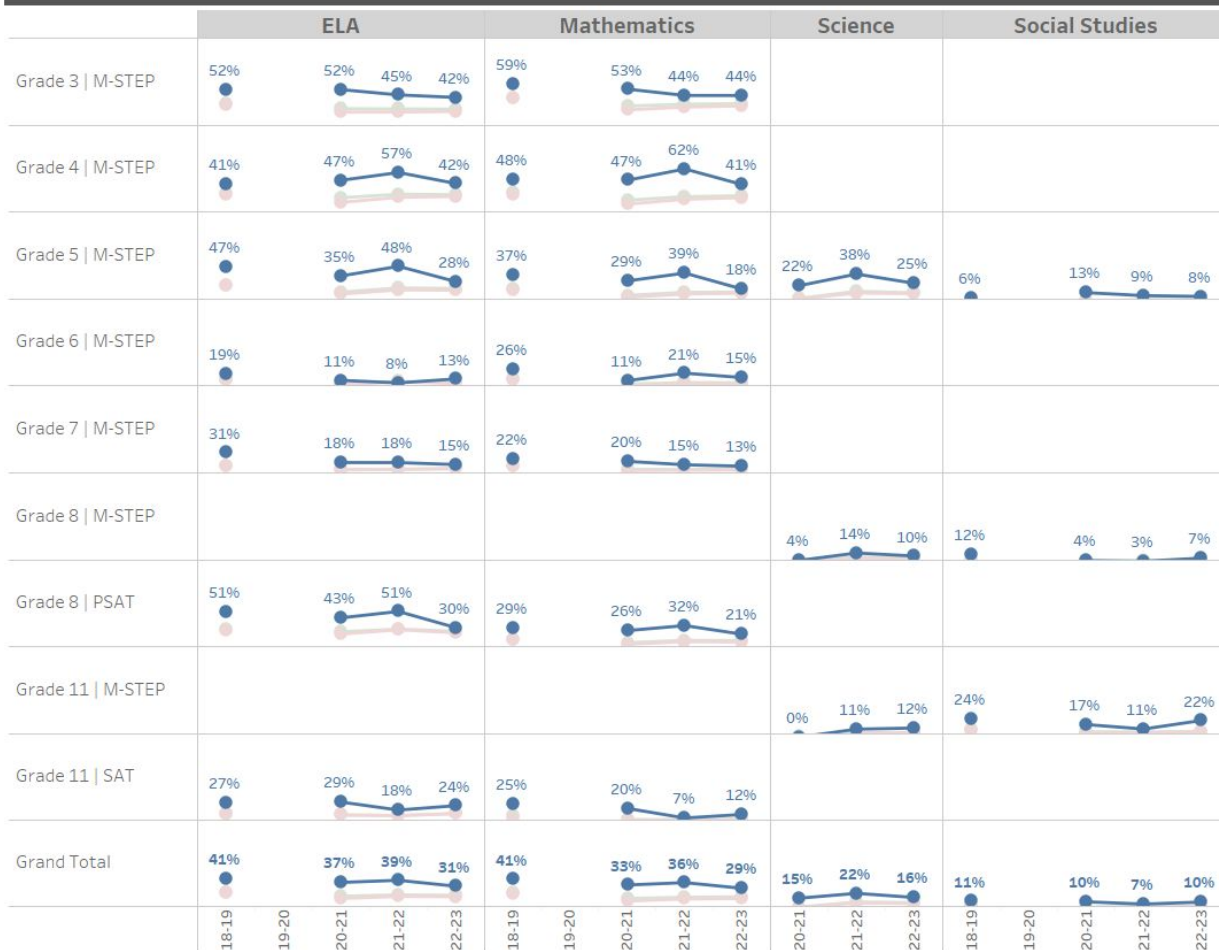 ELA Mathematics Science Social Studies
Grade 3 | M-STEP 52% 52% 45% 42% 59% 53% 44% 44%
Grade 4 | M-STEP 41% 47% 57% 42% 48% 47% 62% 41%
Grade 5 | M-STEP 47% 35% 48% 28% 37% 29% 39% 18% 22% 38% 25% 6% 13% 9% 8%
Grade 6 | M-STEP 19% 11% 8% 13% 26% 11% 21% 15%
Grade 7 | M-STEP 31% 18% 18% 15% 22% 20% 15% 13%
Grade 8 | M-STEP 4% 14% 10% 12% 4% 3% 7%
Grade 8 | PSAT 51% 43% 51% 30% 29% 26% 32% 21%
Grade 11 | M-STEP 0% 11% 12% 24% 17% 11% 22%
Grade 11 | SAT 27% 29% 18% 24% 25% 20% 7% 12%
Grand Total 41% 37% 39% 31% 41% 33% 36% 29% 15% 22% 16% 11% 10% 7% 10%
18-19 19-20 20-21 21-22 22-23 18-19 19-20 20-21 21-22 22-23 20-21 21-22 22-23 18-19 19-20 20-21 21-22 22-23